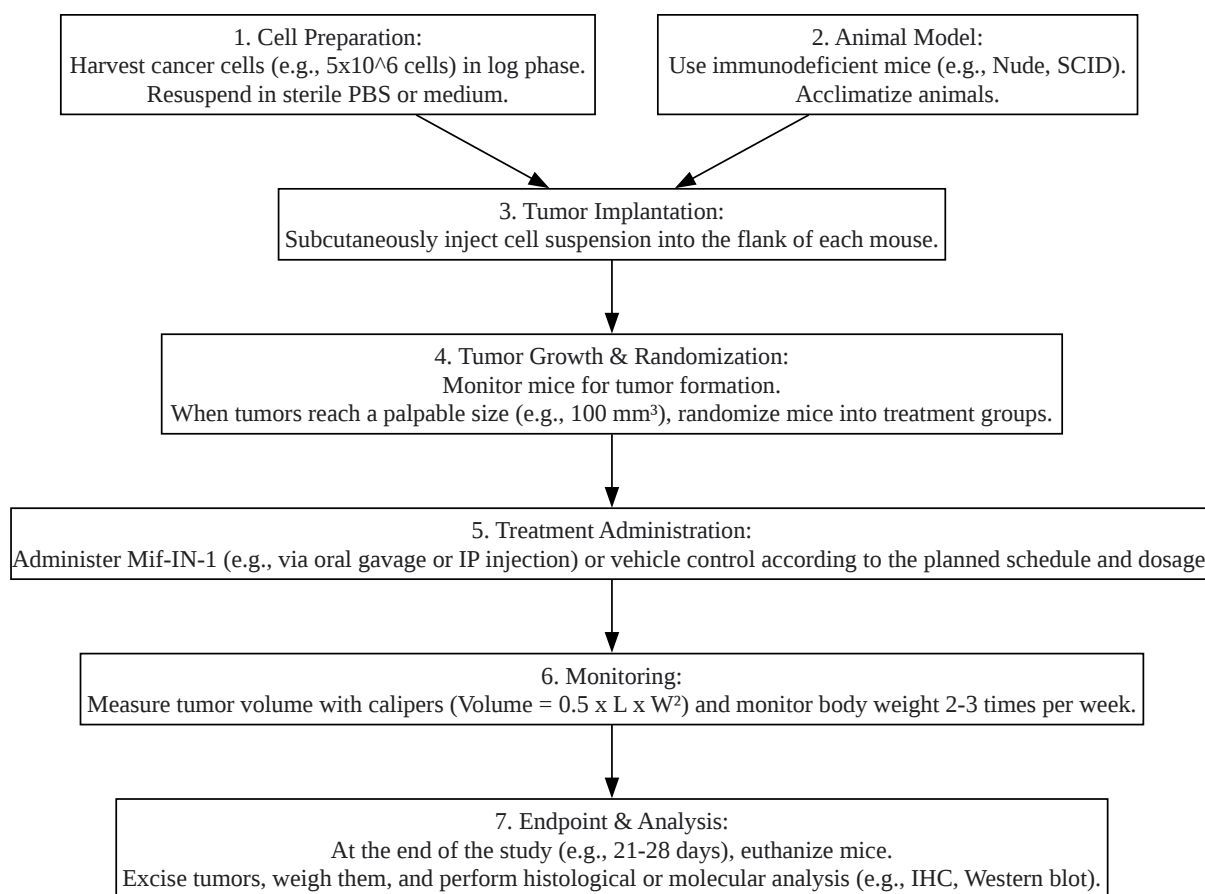 1. Cell Preparation:
Harvest cancer cells (e.g., 5x10^6 cells) in log phase.
Resuspend in sterile PBS or medium.
2. Animal Model:
Use immunodeficient mice (e.g., Nude, SCID).
Acclimatize animals.
3. Tumor Implantation:
Subcutaneously inject cell suspension into the flank of each mouse.
4. Tumor Growth & Randomization:
Monitor mice for tumor formation.
When tumors reach a palpable size (e.g., 100 mm³), randomize mice into treatment groups.
5. Treatment Administration:
Administer Mif-IN-1 (e.g., via oral gavage or IP injection) or vehicle control according to the planned schedule and dosage
6. Monitoring:
Measure tumor volume with calipers (Volume = 0.5 x L x W²) and monitor body weight 2-3 times per week.
7. Endpoint & Analysis:
At the end of the study (e.g., 21-28 days), euthanize mice.
Excise tumors, weigh them, and perform histological or molecular analysis (e.g., IHC, Western blot).